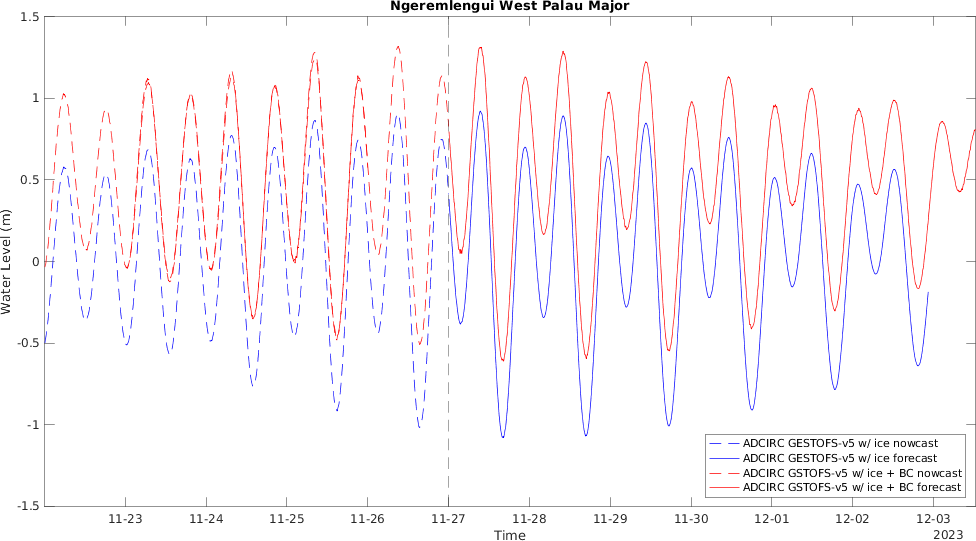 Ngeremlengui West Palau Major
1.5
1
0.5
0
-0.5
-1
-1.5
Water Level (m)
ADCIRC GESTOFS-v5 w/ ice nowcast
ADCIRC GESTOFS-v5 w/ ice forecast
ADCIRC GSTOFS-v5 w/ ice + BC nowcast
ADCIRC GSTOFS-v5 w/ ice + BC forecast
11-23 11-24 11-25 11-26 11-27 11-28 11-29 11-30 12-01 12-02 12-03
Time 2023